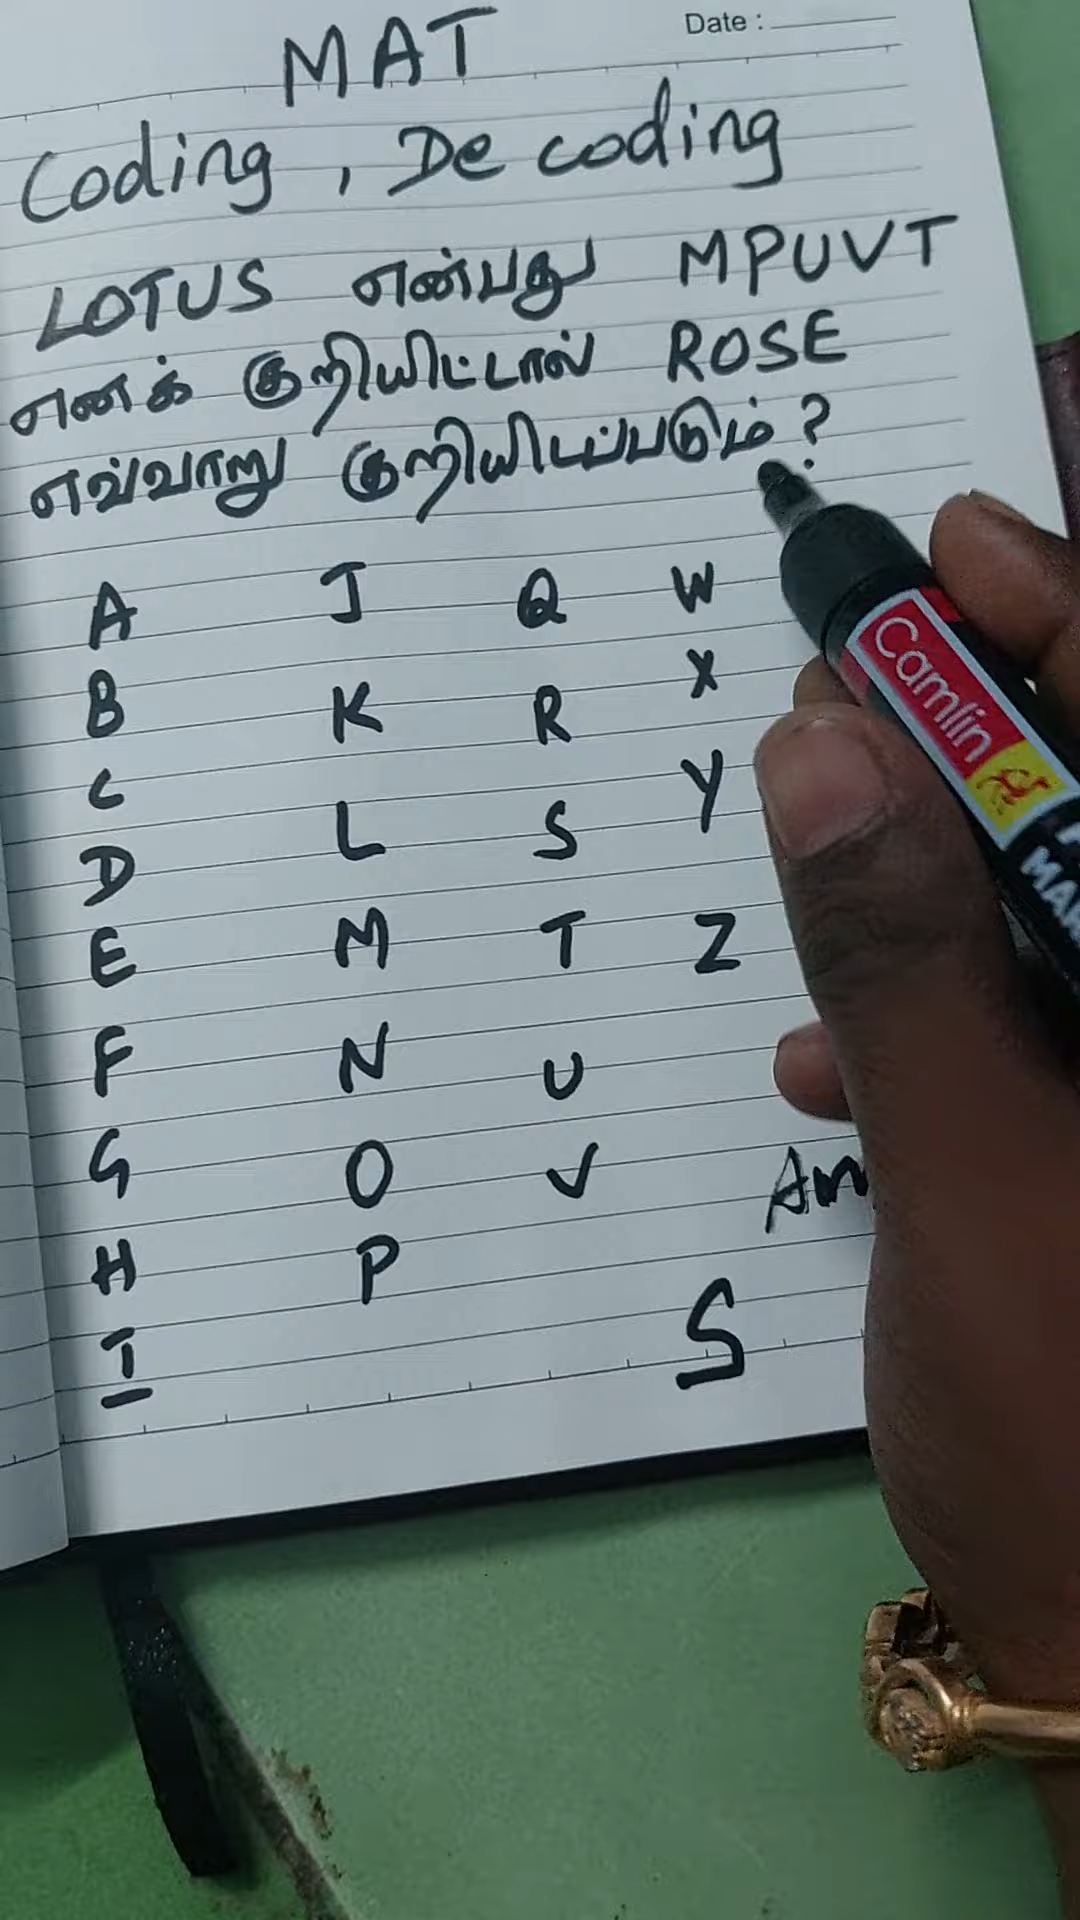 Date :
MAT
Coding , De coding
LOTUS என்பது MPUVT
எனக் குறியிட்டால் ROSE
எவ்வாறு குறியிடப்படும் ?
A J Q W
B K R X
C L S Y
D M T Z
E N U
F O V
G P
H
I
S
Camlin